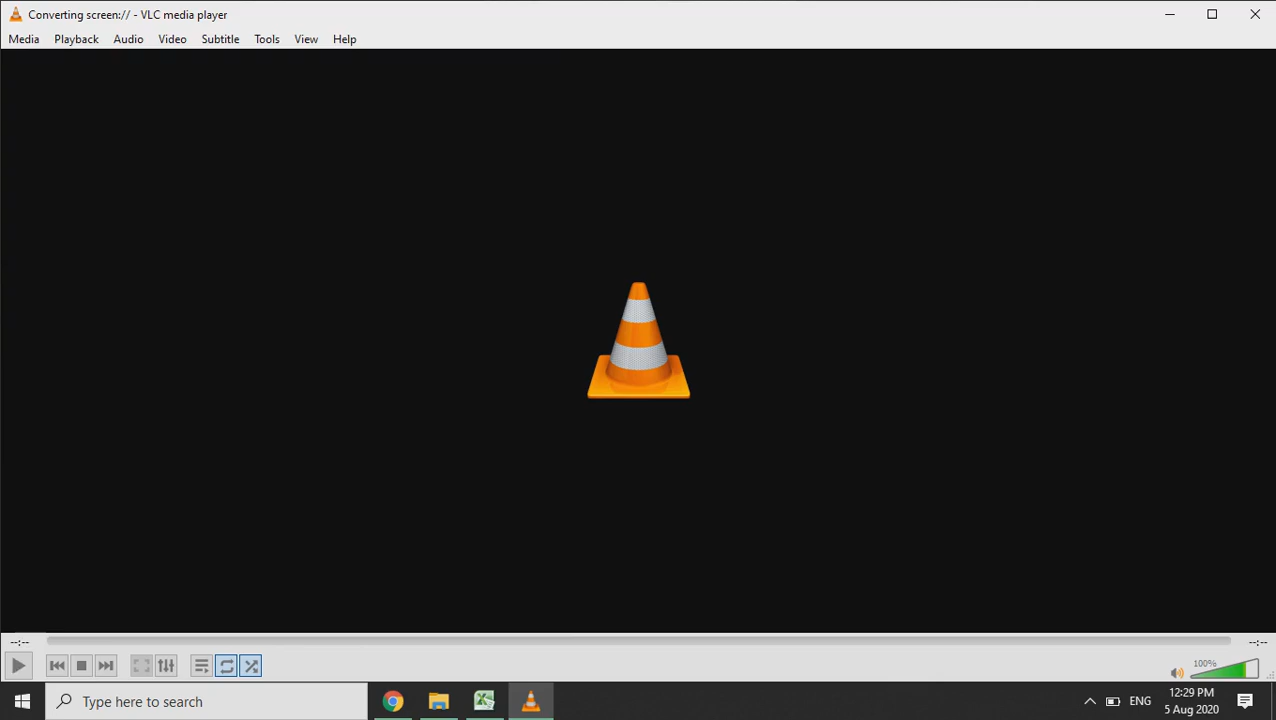 Converting screen:// - VLC media player
Media Playback Audio Video Subtitle Tools View Help
--:-- --:--
100%
Type here to search
ENG
12:29 PM
5 Aug 2020